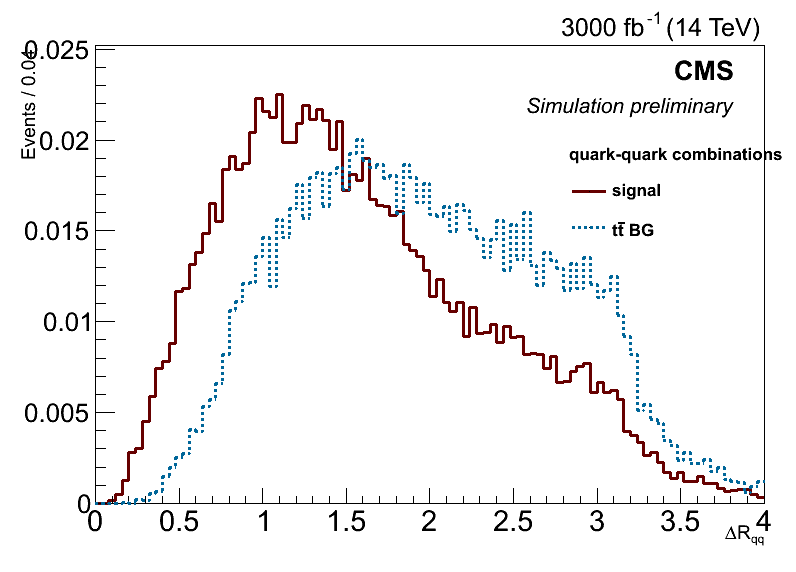 3000 fb⁻¹ (14 TeV)
Events / 0.04
0.025
0.02
0.015
0.01
0.005
0
CMS
Simulation preliminary
quark-quark combinations
signal
tt̄ BG
0 0.5 1 1.5 2 2.5 3 3.5 4
ΔR_qq